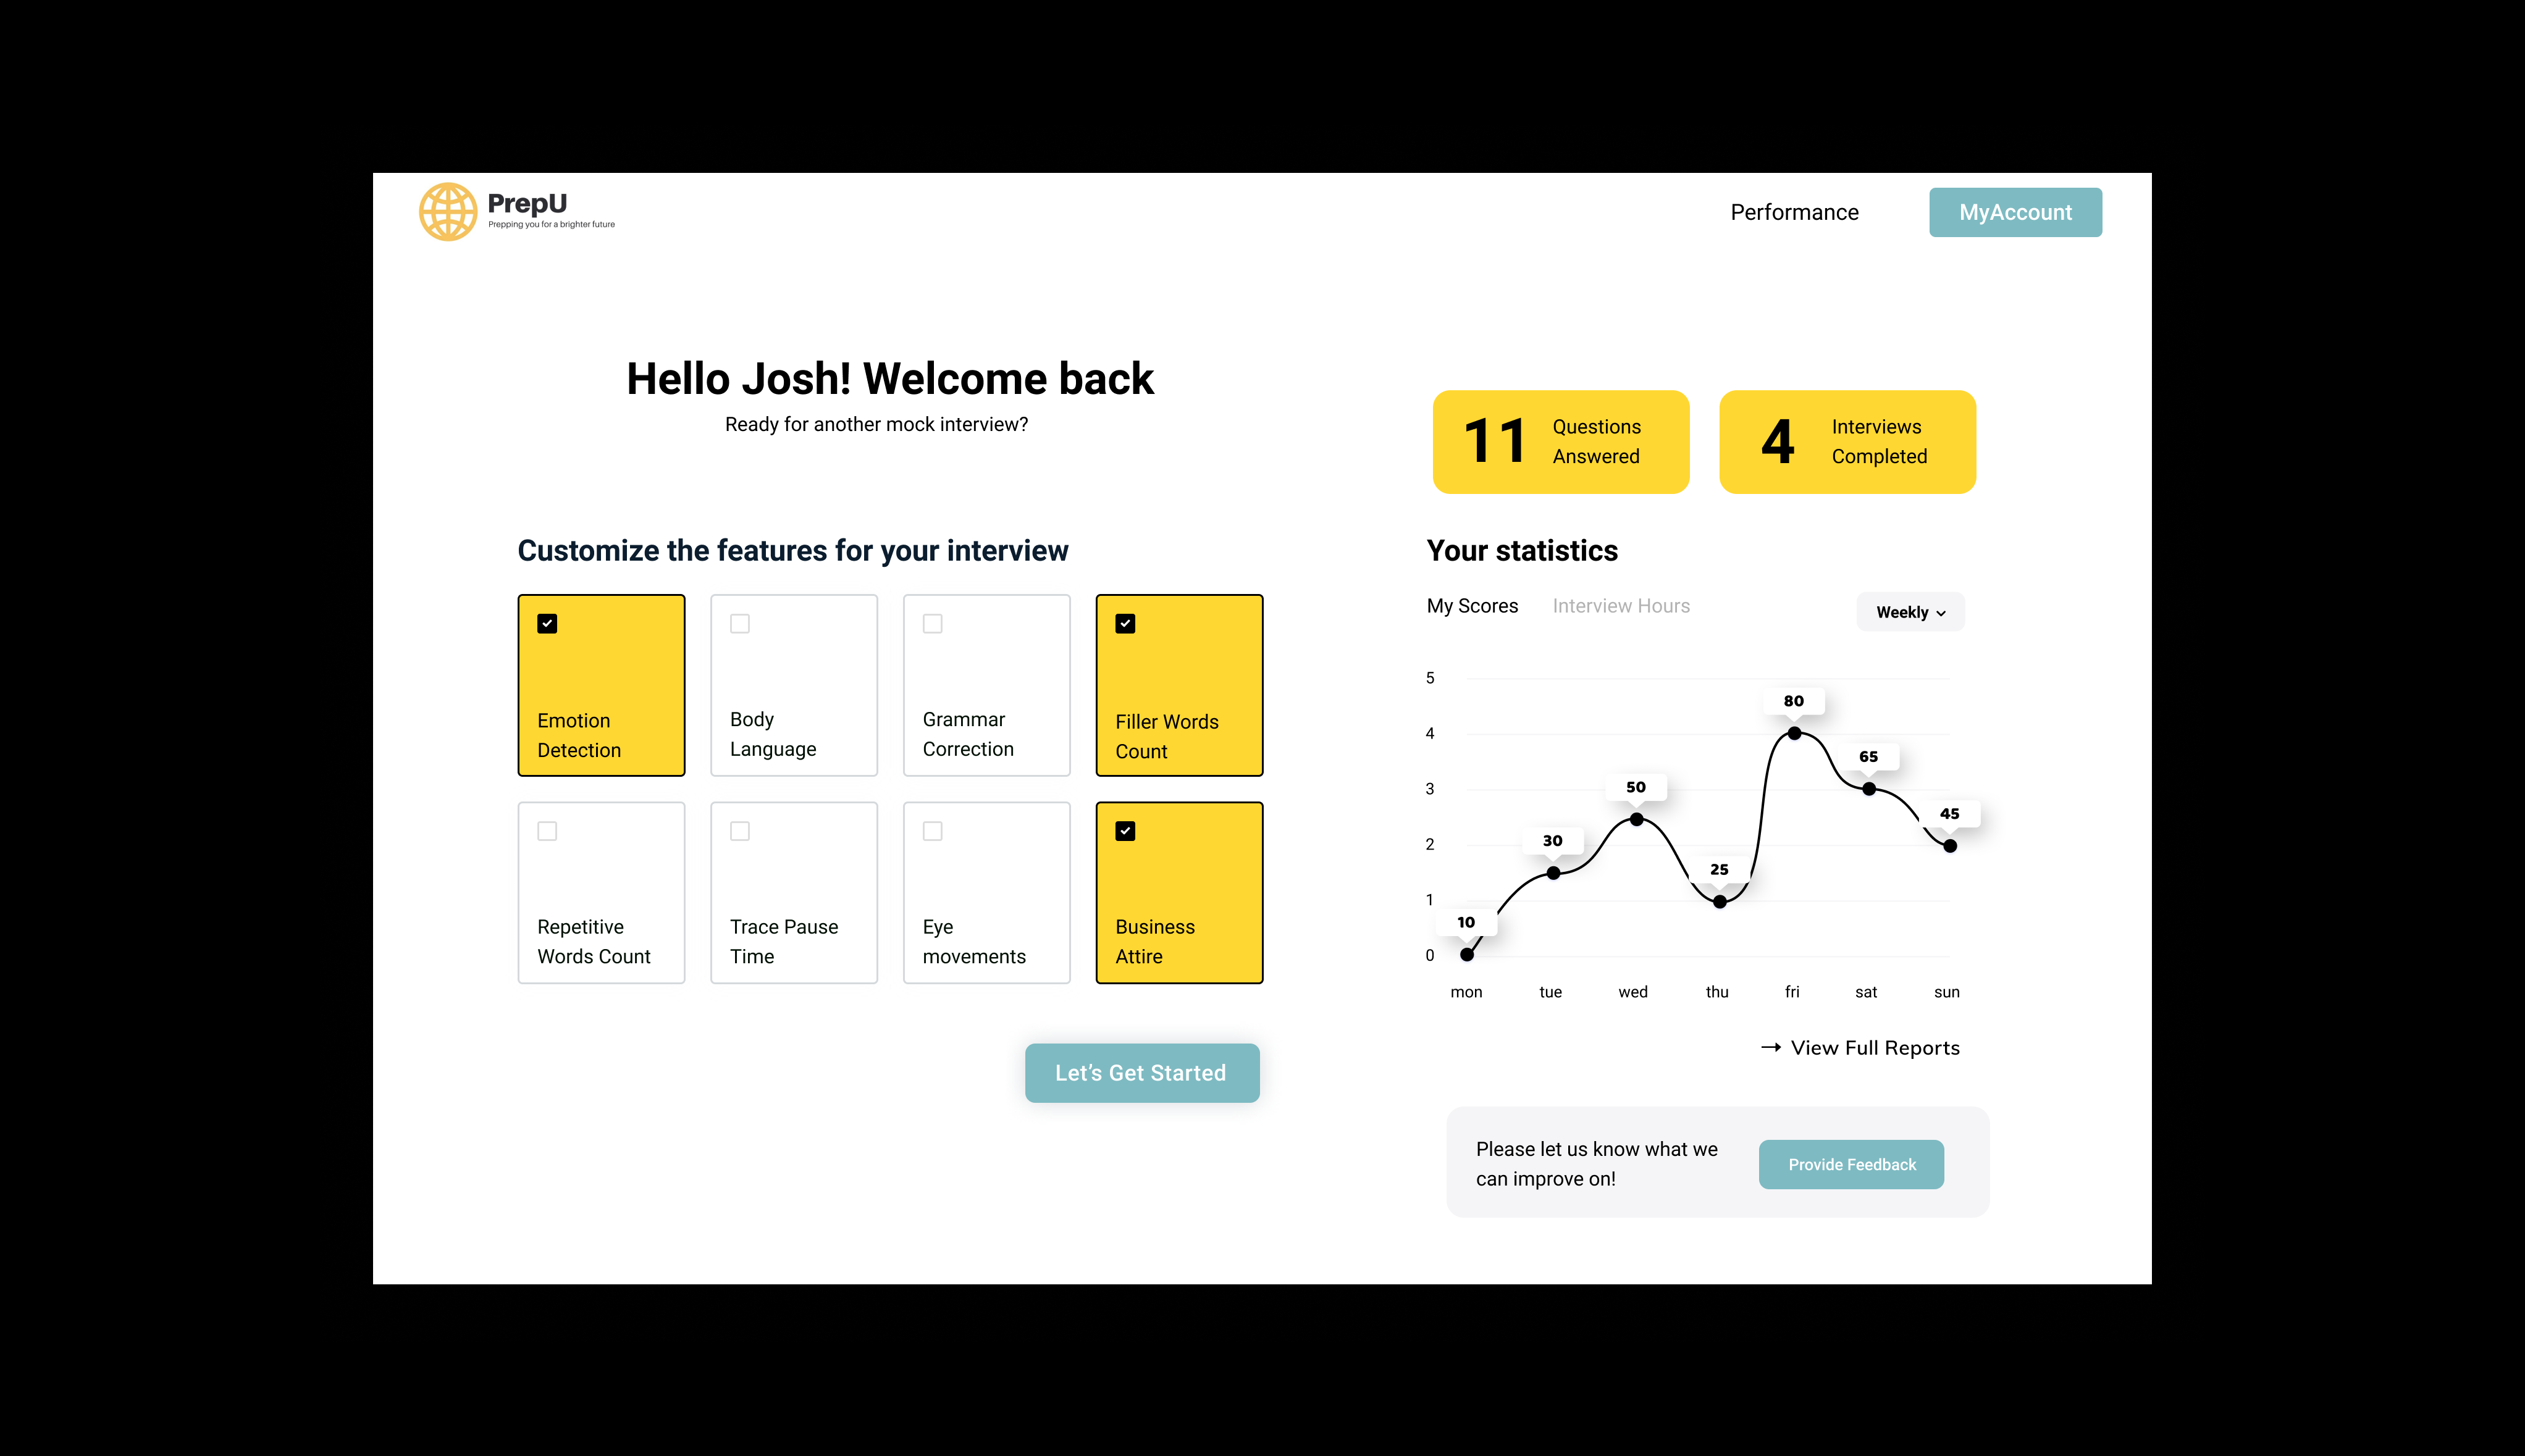 PrepU
Prepping you for a brighter future
Performance
MyAccount
Hello Josh! Welcome back
Ready for another mock interview?
Customize the features for your interview
Emotion
Detection
Body
Language
Grammar
Correction
Filler Words
Count
Repetitive
Words Count
Trace Pause
Time
Eye
movements
Business
Attire
Let's Get Started
11
Questions
Answered
4
Interviews
Completed
Your statistics
My Scores
Interview Hours
Weekly
5
4
3
2
1
0
10
30
50
25
80
65
45
mon
tue
wed
thu
fri
sat
sun
→ View Full Reports
Please let us know what we
can improve on!
Provide Feedback